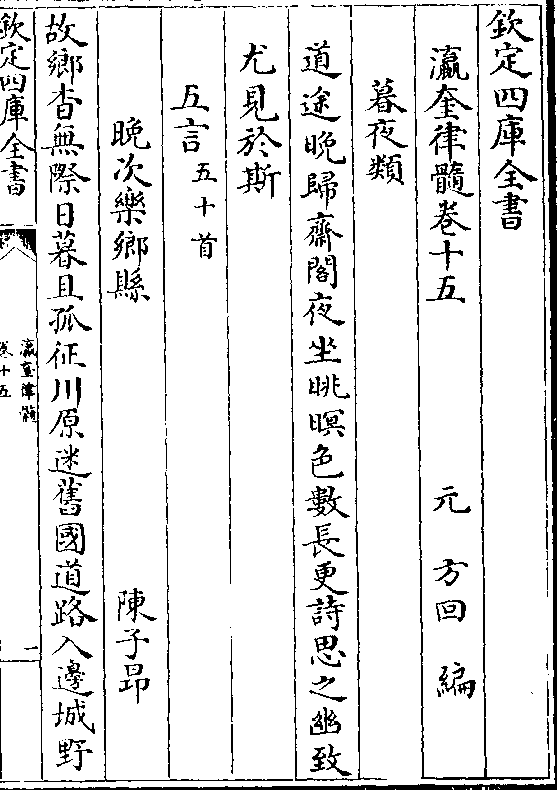 欽定四庫全書
瀛奎律髓卷十五
元 方回 編
暮夜類
道途晚歸齋閣夜坐眺暝色數長更詩思之幽致
尤見於斯
五言五十首
晚次樂鄉縣 陳子昻
故鄉杳無際日暮且孤征川原迷舊國道路入邊城野
欽定四庫全書
瀛奎律髓
卷十五
一